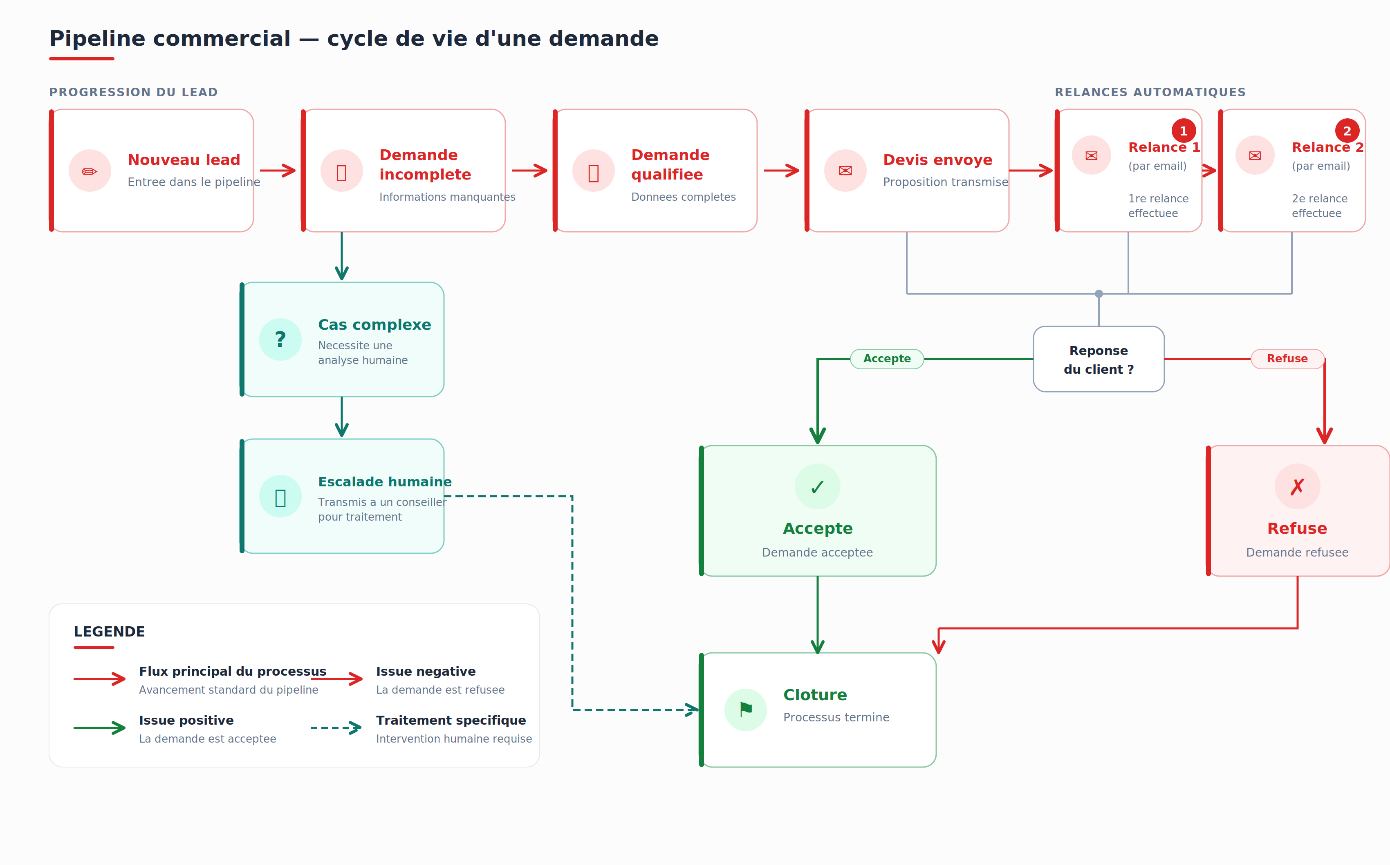 Pipeline commercial — cycle de vie d'une demande
PROGRESSION DU LEAD
RELANCES AUTOMATIQUES
Nouveau lead
Entree dans le pipeline
Demande
incomplete
Informations manquantes
Demande
qualifiee
Donnees completes
Devis envoye
Proposition transmise
1
Relance 1
(par email)
1re relance
effectuee
2
Relance 2
(par email)
2e relance
effectuee
?
Cas complexe
Necessite une
analyse humaine
Reponse
du client ?
Accepte
Refuse
Escalade humaine
Transmis a un conseiller
pour traitement
Accepte
Demande acceptee
Refuse
Demande refusee
Cloture
Processus termine
LEGENDE
Flux principal du processus
Avancement standard du pipeline
Issue negative
La demande est refusee
Issue positive
La demande est acceptee
Traitement specifique
Intervention humaine requise